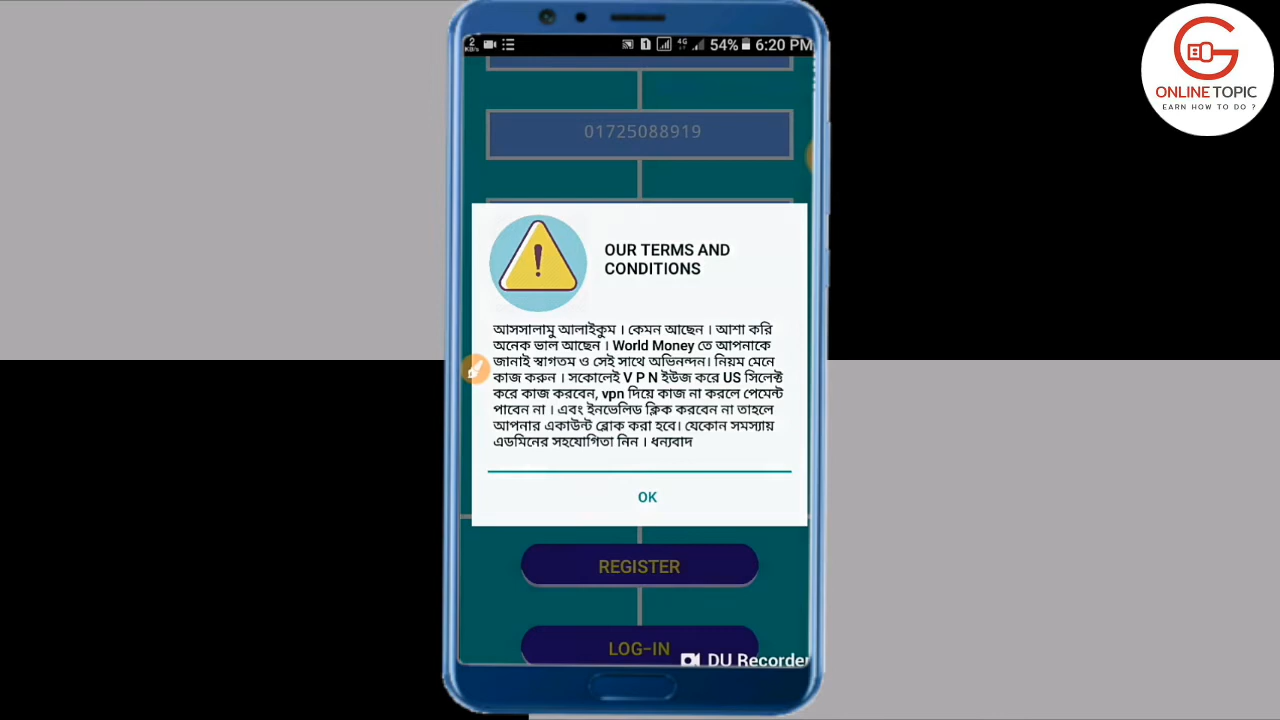 2
KB/s
1
4G
54%
6:20 PM
ONLINE TOPIC
EARN HOW TO DO ?
01725088919
OUR TERMS AND
CONDITIONS
আসসালামু আলাইকুম । কেমন আছেন । আশা করি
অনেক ভাল আছেন । World Money তে আপনাকে
জানাই স্বাগতম ও সেই সাথে অভিনন্দন। নিয়ম মেনে
কাজ করুন । সকালেই V P N ইউজ করে US সিলেক্ট
করে কাজ করবেন, vpn দিয়ে কাজ না করলে পেমেন্ট
পাবেন না । এবং ইনভেলিড ক্লিক করবেন না তাহলে
আপনার একাউন্ট ব্লোক করা হবে। যেকোন সমস্যায়
এডমিনের সহযোগিতা নিন । ধন্যবাদ
OK
REGISTER
LOG-IN
DU Recorder